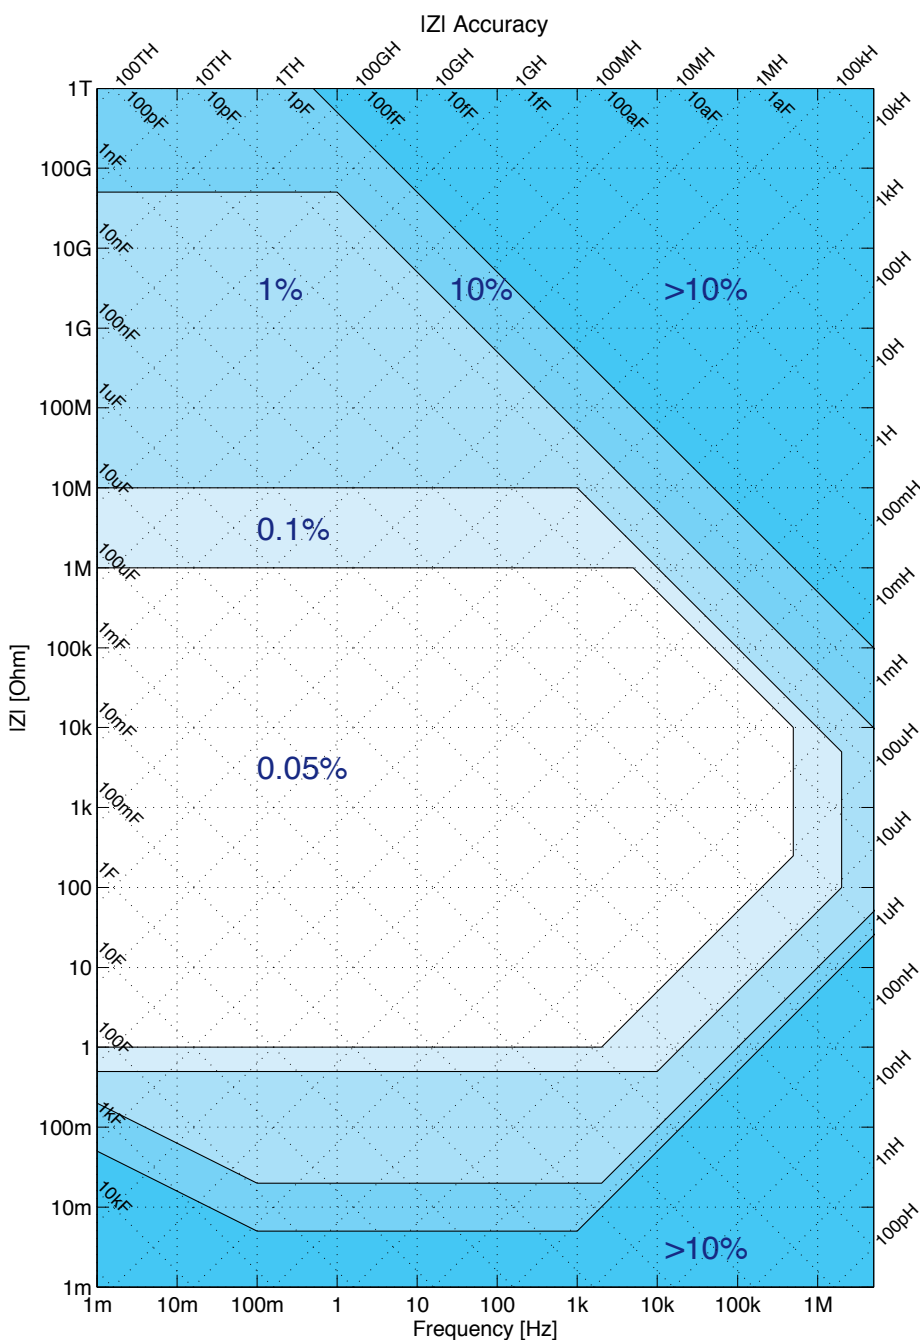 |Z| Accuracy
100TH 10TH 1TH 100GH 10GH 1GH 100MH 10MH 1MH 100kH
1T
100pF 10pF 1pF 100fF 10fF 1fF 100aF 10aF 1aF
10kH
1nF
100G
1kH
10nF
10G
100H
1% 10% >10%
100nF
1G
10H
1uF
100M
1H
10uF
10M
100mH
0.1%
100uF
1M
10mH
1mF
100k
1mH
|Z| [Ohm]
10mF
10k
100uH
0.05%
100mF
1k
10uH
1F
100
1uH
10F
10
100nH
100F
1
10nH
1kF
100m
1nH
10kF
10m
100pH
>10%
1m
1m 10m 100m 1 10 100 1k 10k 100k 1M
Frequency [Hz]